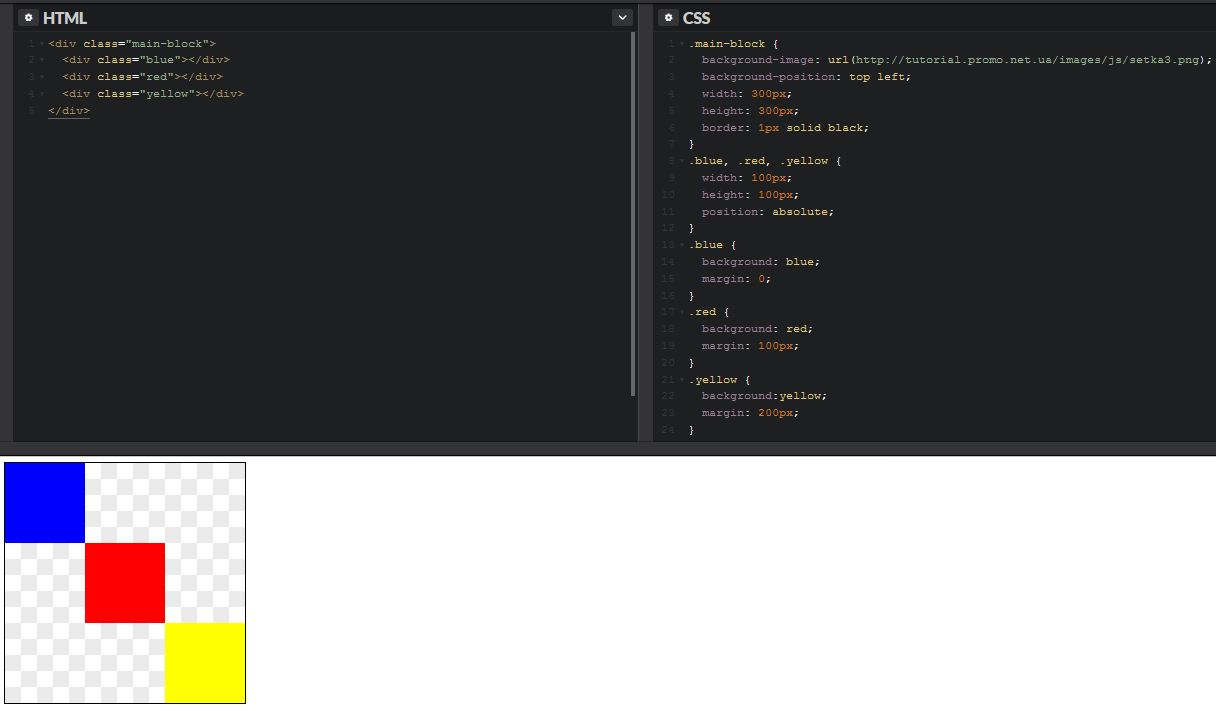 HTML
1 <div class="main-block">
2 <div class="blue"></div>
3 <div class="red"></div>
4 <div class="yellow"></div>
5 </div>
CSS
1 .main-block {
2 background-image: url(http://tutorial.promo.net.ua/images/js/setka3.png);
3 background-position: top left;
4 width: 300px;
5 height: 300px;
6 border: 1px solid black;
7 }
8 .blue, .red, .yellow {
9 width: 100px;
10 height: 100px;
11 position: absolute;
12 }
13 .blue {
14 background: blue;
15 margin: 0;
16 }
17 .red {
18 background: red;
19 margin: 100px;
20 }
21 .yellow {
22 background:yellow;
23 margin: 200px;
24 }